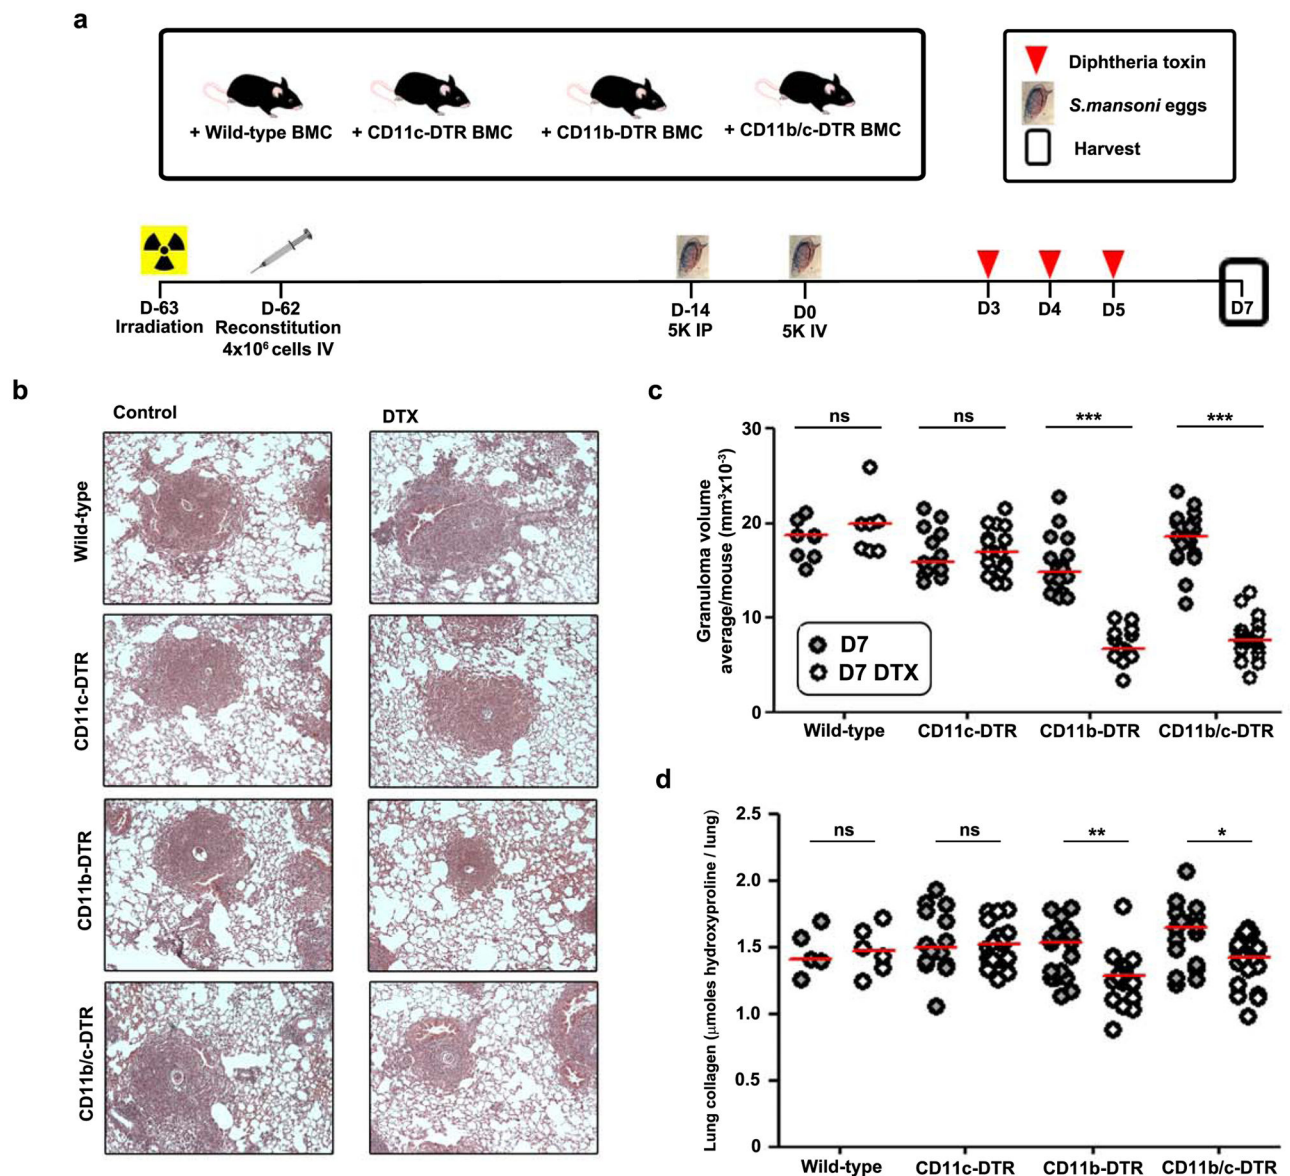 a
+ Wild-type BMC
+ CD11c-DTR BMC
+ CD11b-DTR BMC
+ CD11b/c-DTR BMC
Diphtheria toxin
S.mansoni eggs
Harvest
D-63
Irradiation
D-62
Reconstitution
4x10⁶ cells IV
D-14
5K IP
D0
5K IV
D3
D4
D5
D7
b
Control
DTX
Wild-type
CD11c-DTR
CD11b-DTR
CD11b/c-DTR
c
Granuloma volume
average/mouse (mm³x10⁻³)
30
20
10
0
ns
ns
***
***
D7
D7 DTX
Wild-type
CD11c-DTR
CD11b-DTR
CD11b/c-DTR
d
Lung collagen (µmoles hydroxyproline / lung)
2.5
2.0
1.5
1.0
0.5
0
ns
ns
**
*
Wild-type
CD11c-DTR
CD11b-DTR
CD11b/c-DTR